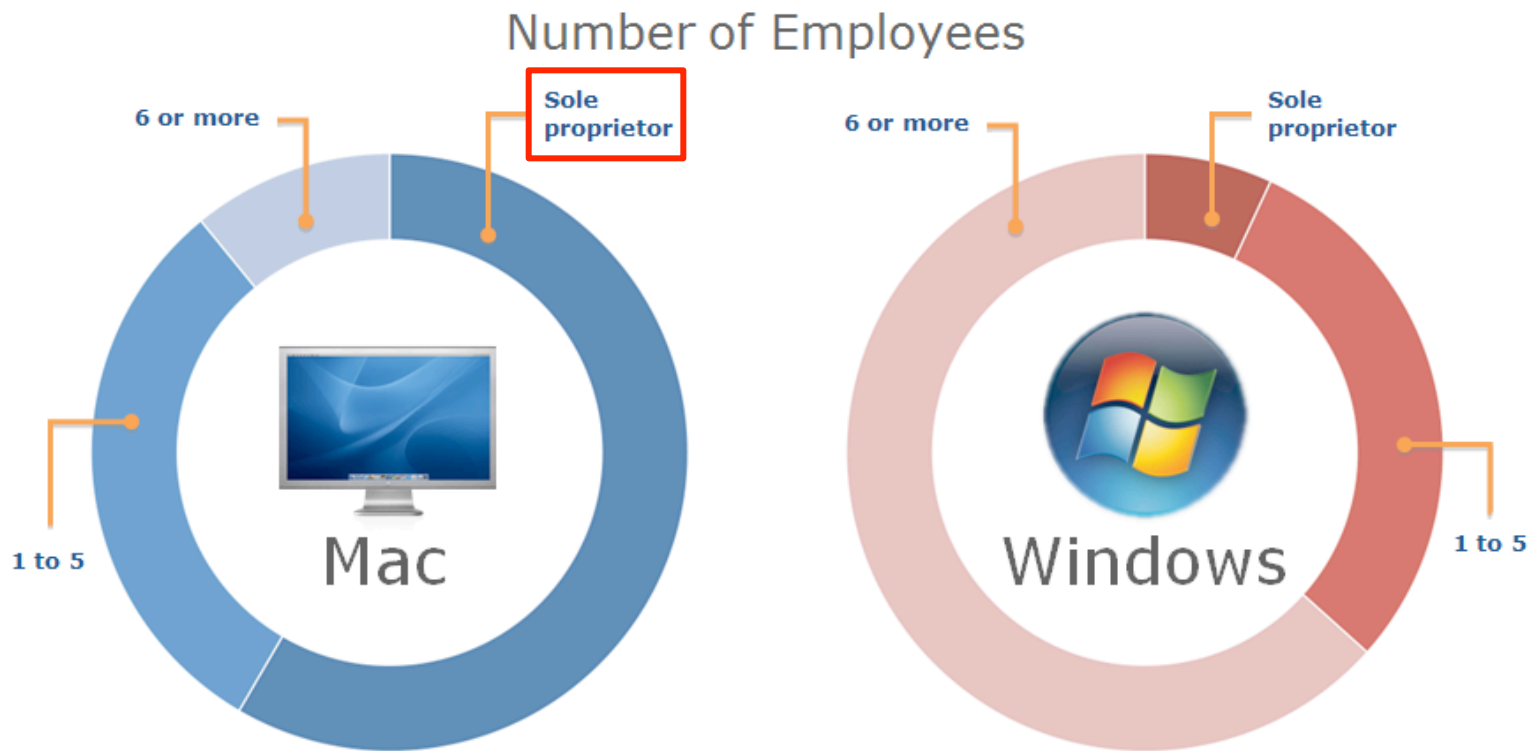 Number of Employees
6 or more
Sole
proprietor
1 to 5
Mac
6 or more
Sole
proprietor
1 to 5
Windows